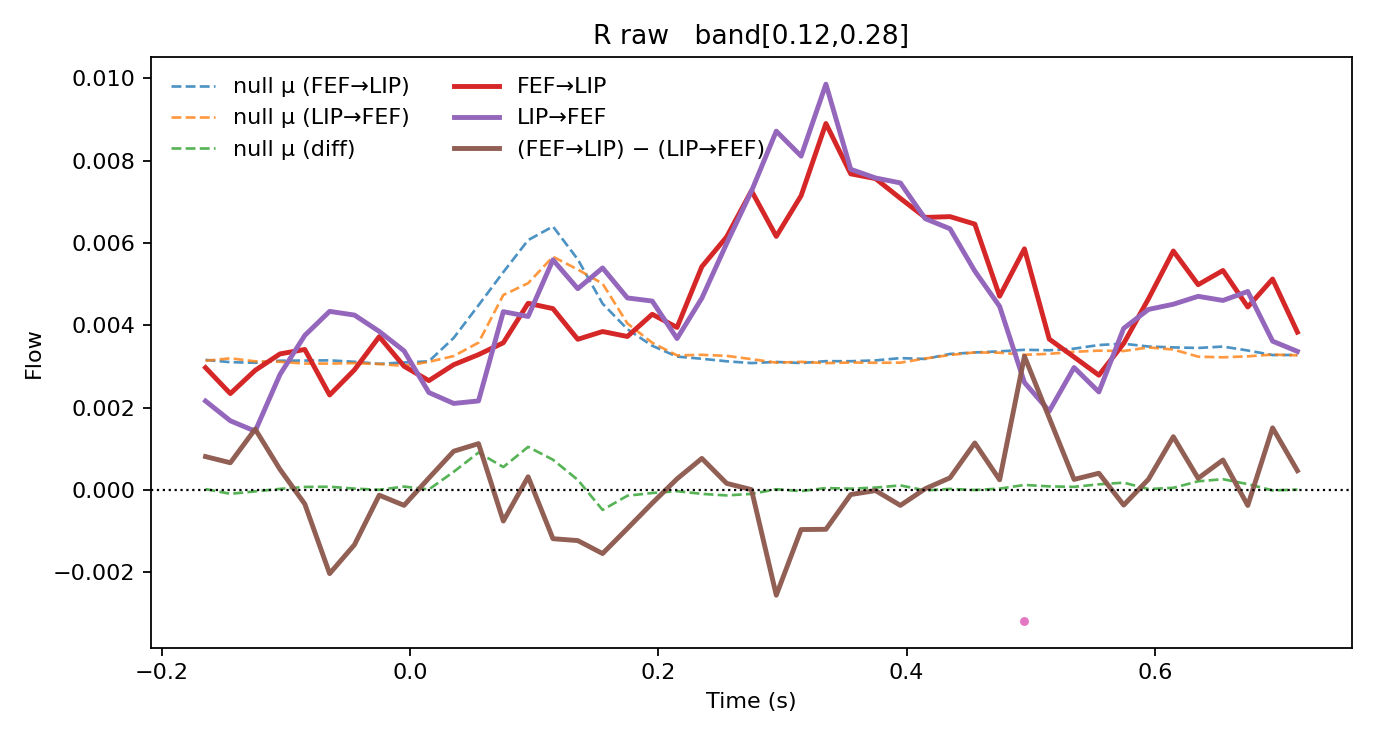 R raw   band[0.12,0.28]
null μ (FEF→LIP)
null μ (LIP→FEF)
null μ (diff)
FEF→LIP
LIP→FEF
(FEF→LIP) − (LIP→FEF)
Flow
0.010
0.008
0.006
0.004
0.002
0.000
−0.002
−0.2
0.0
0.2
0.4
0.6
Time (s)